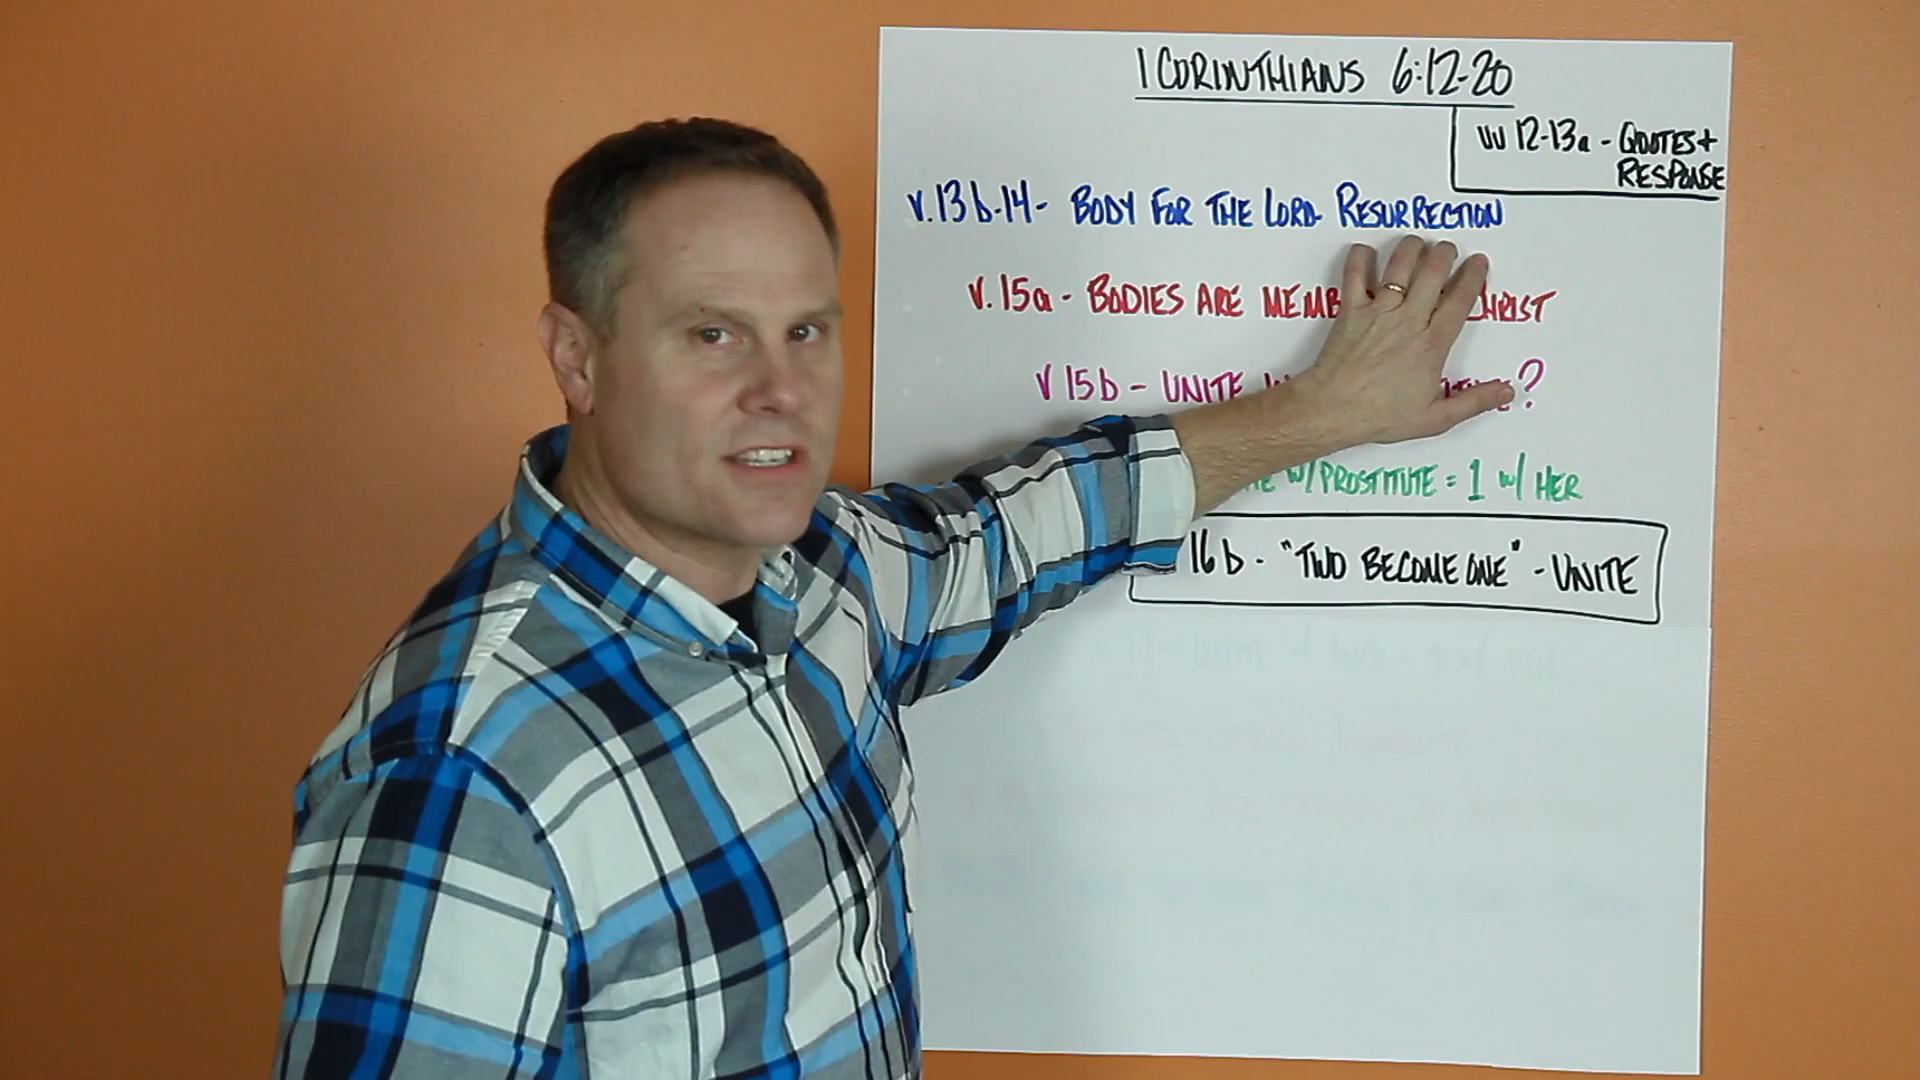 1 CORINTHIANS 6:12-20
vv 12-13a - QUOTES +
RESPONSE
v.13b-14- BODY FOR THE LORD- RESURRECTION
v.15a - BODIES ARE CHRIST
v 15b - UNITE ?
W/PROSTITUTE = 1 W/ HER
16b - "TWO BECOME ONE" - UNITE